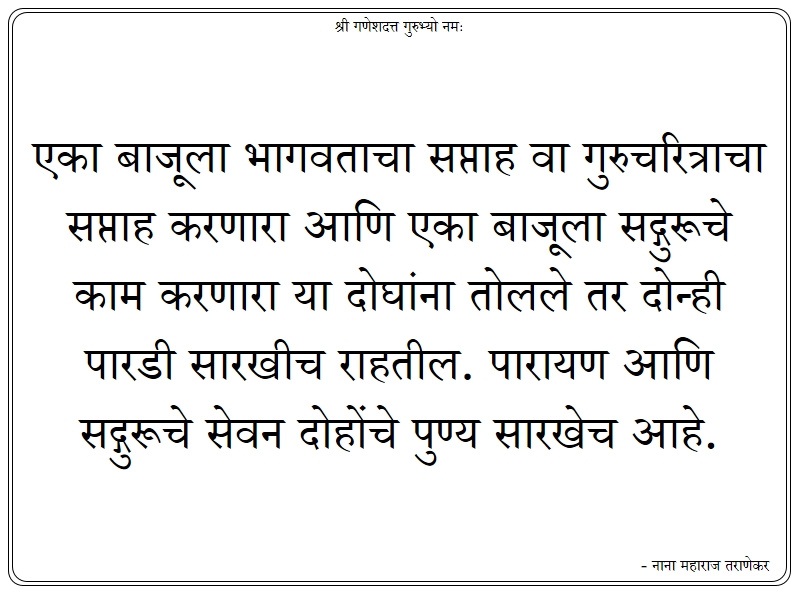 श्री गणेशदत्त गुरुभ्यो नमः
एका बाजूला भागवताचा सप्ताह वा गुरुचरित्राचा
सप्ताह करणारा आणि एका बाजूला सद्गुरूचे
काम करणारा या दोघांना तोलले तर दोन्ही
पारडी सारखीच राहतील. पारायण आणि
सद्गुरूचे सेवन दोहोंचे पुण्य सारखेच आहे.
- नाना महाराज तराणेकर